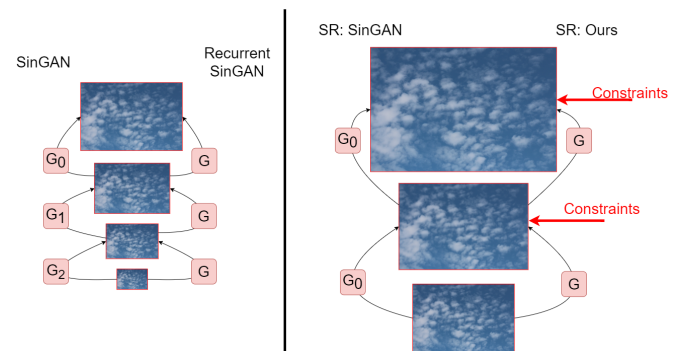 SinGAN
Recurrent
SinGAN
G0
G
G1
G
G2
G
SR: SinGAN
SR: Ours
Constraints
G0
G
Constraints
G0
G